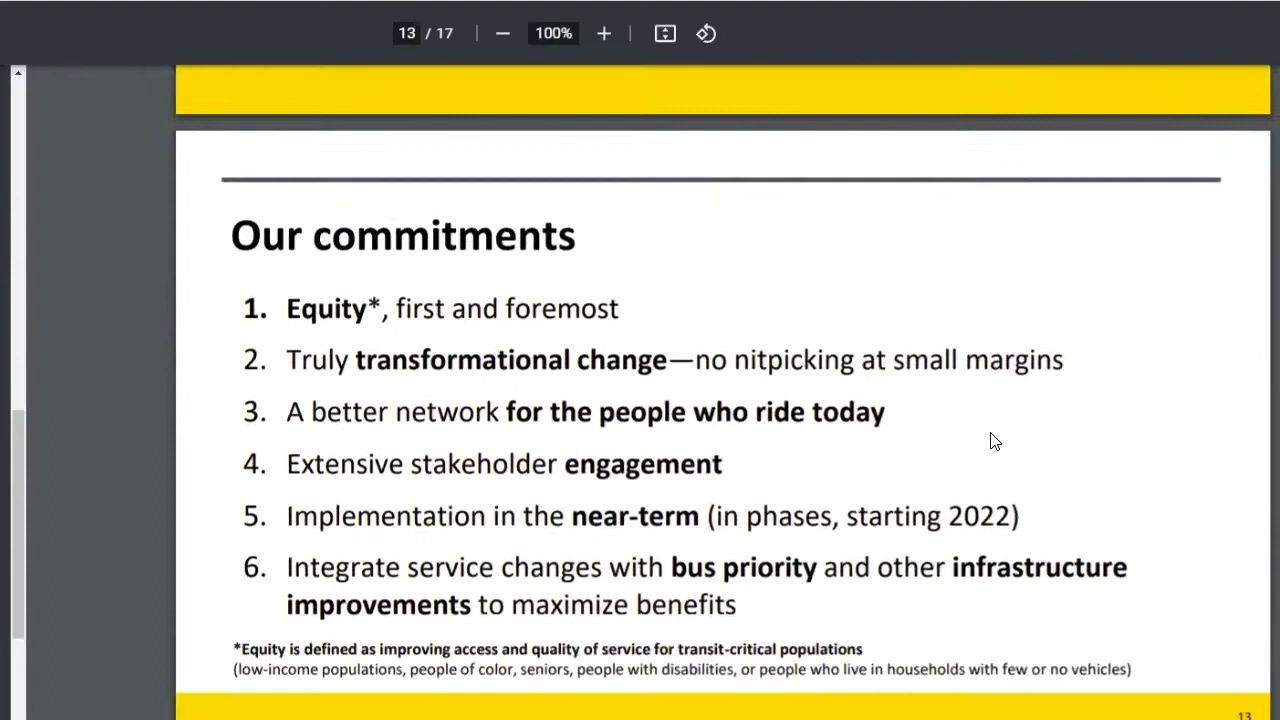 13 / 17 100%
Our commitments
1. Equity*, first and foremost
2. Truly transformational change—no nitpicking at small margins
3. A better network for the people who ride today
4. Extensive stakeholder engagement
5. Implementation in the near-term (in phases, starting 2022)
6. Integrate service changes with bus priority and other infrastructure
improvements to maximize benefits
*Equity is defined as improving access and quality of service for transit-critical populations
(low-income populations, people of color, seniors, people with disabilities, or people who live in households with few or no vehicles)
13